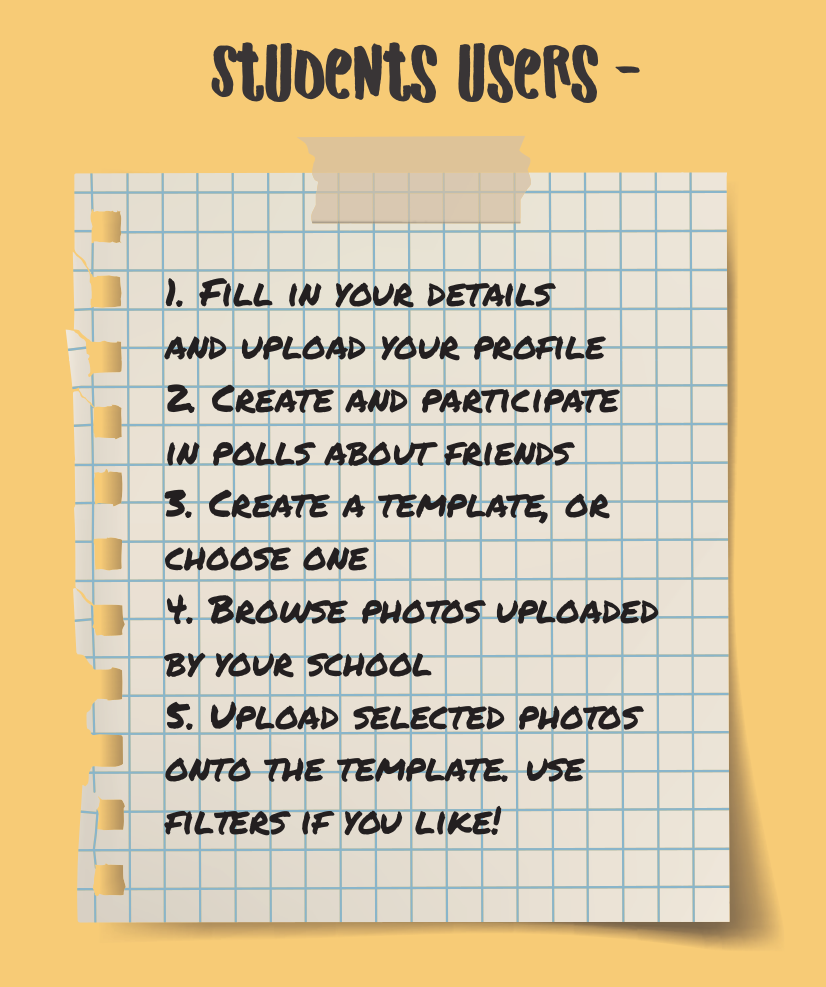 Students Users -
1. Fill in your details
and upload your profile
2. Create and participate
in polls about friends
3. Create a template, or
choose one
4. Browse photos uploaded
by your school
5. Upload selected photos
onto the template. use
filters if you like!